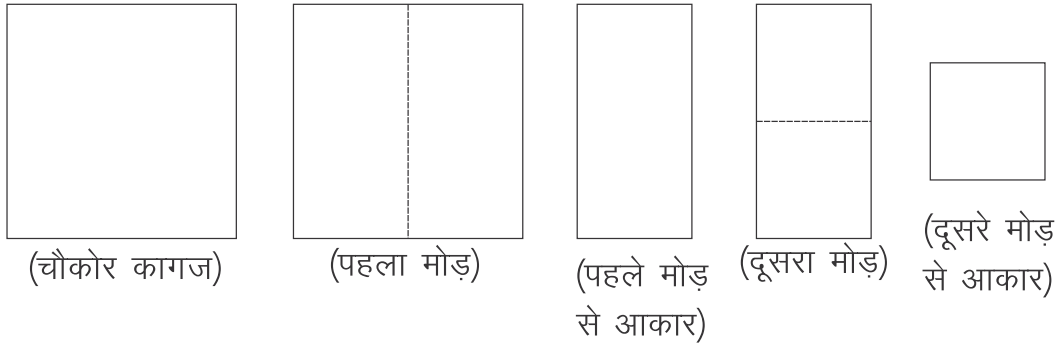 (चौकोर कागज)
(पहला मोड़)
(पहले मोड़
से आकार)
(दूसरा मोड़)
(दूसरे मोड़
से आकार)